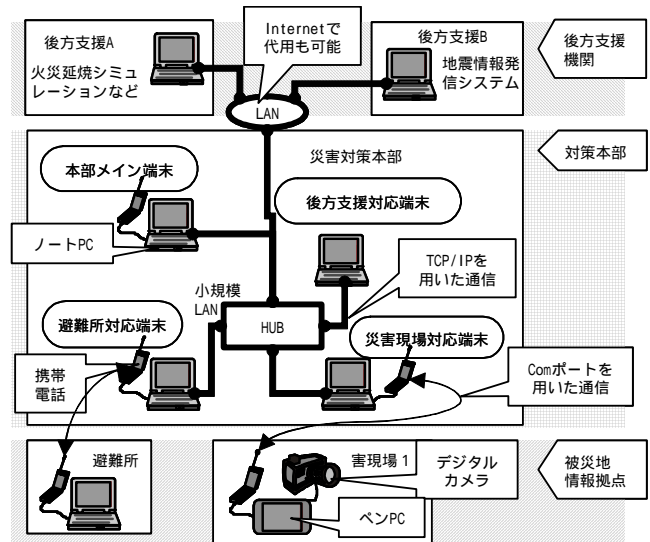 後方支援A
火災延焼シミュ
レーションなど
Internetで
代用も可能
後方支援B
地震情報発
信システム
後方支援
機関
LAN
災害対策本部
対策本部
本部メイン端末
後方支援対応端末
ノートPC
TCP/IPを
用いた通信
小規模
LAN
避難所対応端末
HUB
災害現場対応端末
携帯
電話
Comポートを
用いた通信
避難所
害現場1
デジタル
カメラ
被災地
情報拠点
ペンPC